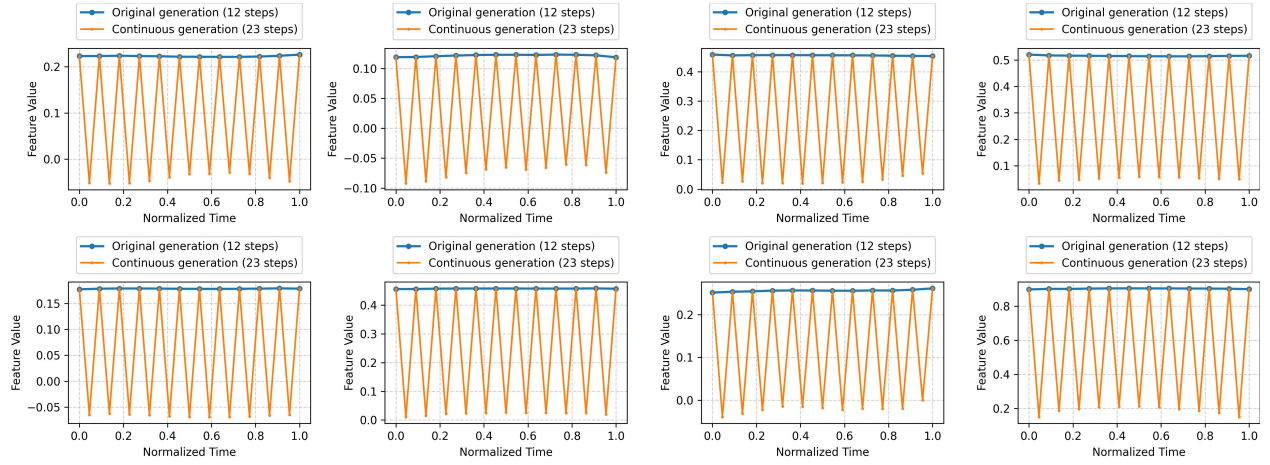 Original generation (12 steps)
Continuous generation (23 steps)
Feature Value
0.2
0.1
0.0
0.0 0.2 0.4 0.6 0.8 1.0
Normalized Time
Original generation (12 steps)
Continuous generation (23 steps)
Feature Value
0.10
0.05
0.00
−0.05
−0.10
0.0 0.2 0.4 0.6 0.8 1.0
Normalized Time
Original generation (12 steps)
Continuous generation (23 steps)
Feature Value
0.4
0.3
0.2
0.1
0.0
0.0 0.2 0.4 0.6 0.8 1.0
Normalized Time
Original generation (12 steps)
Continuous generation (23 steps)
Feature Value
0.5
0.4
0.3
0.2
0.1
0.0 0.2 0.4 0.6 0.8 1.0
Normalized Time
Original generation (12 steps)
Continuous generation (23 steps)
Feature Value
0.15
0.10
0.05
0.00
−0.05
0.0 0.2 0.4 0.6 0.8 1.0
Normalized Time
Original generation (12 steps)
Continuous generation (23 steps)
Feature Value
0.4
0.3
0.2
0.1
0.0
0.0 0.2 0.4 0.6 0.8 1.0
Normalized Time
Original generation (12 steps)
Continuous generation (23 steps)
Feature Value
0.2
0.1
0.0
0.0 0.2 0.4 0.6 0.8 1.0
Normalized Time
Original generation (12 steps)
Continuous generation (23 steps)
Feature Value
0.8
0.6
0.4
0.2
0.0 0.2 0.4 0.6 0.8 1.0
Normalized Time